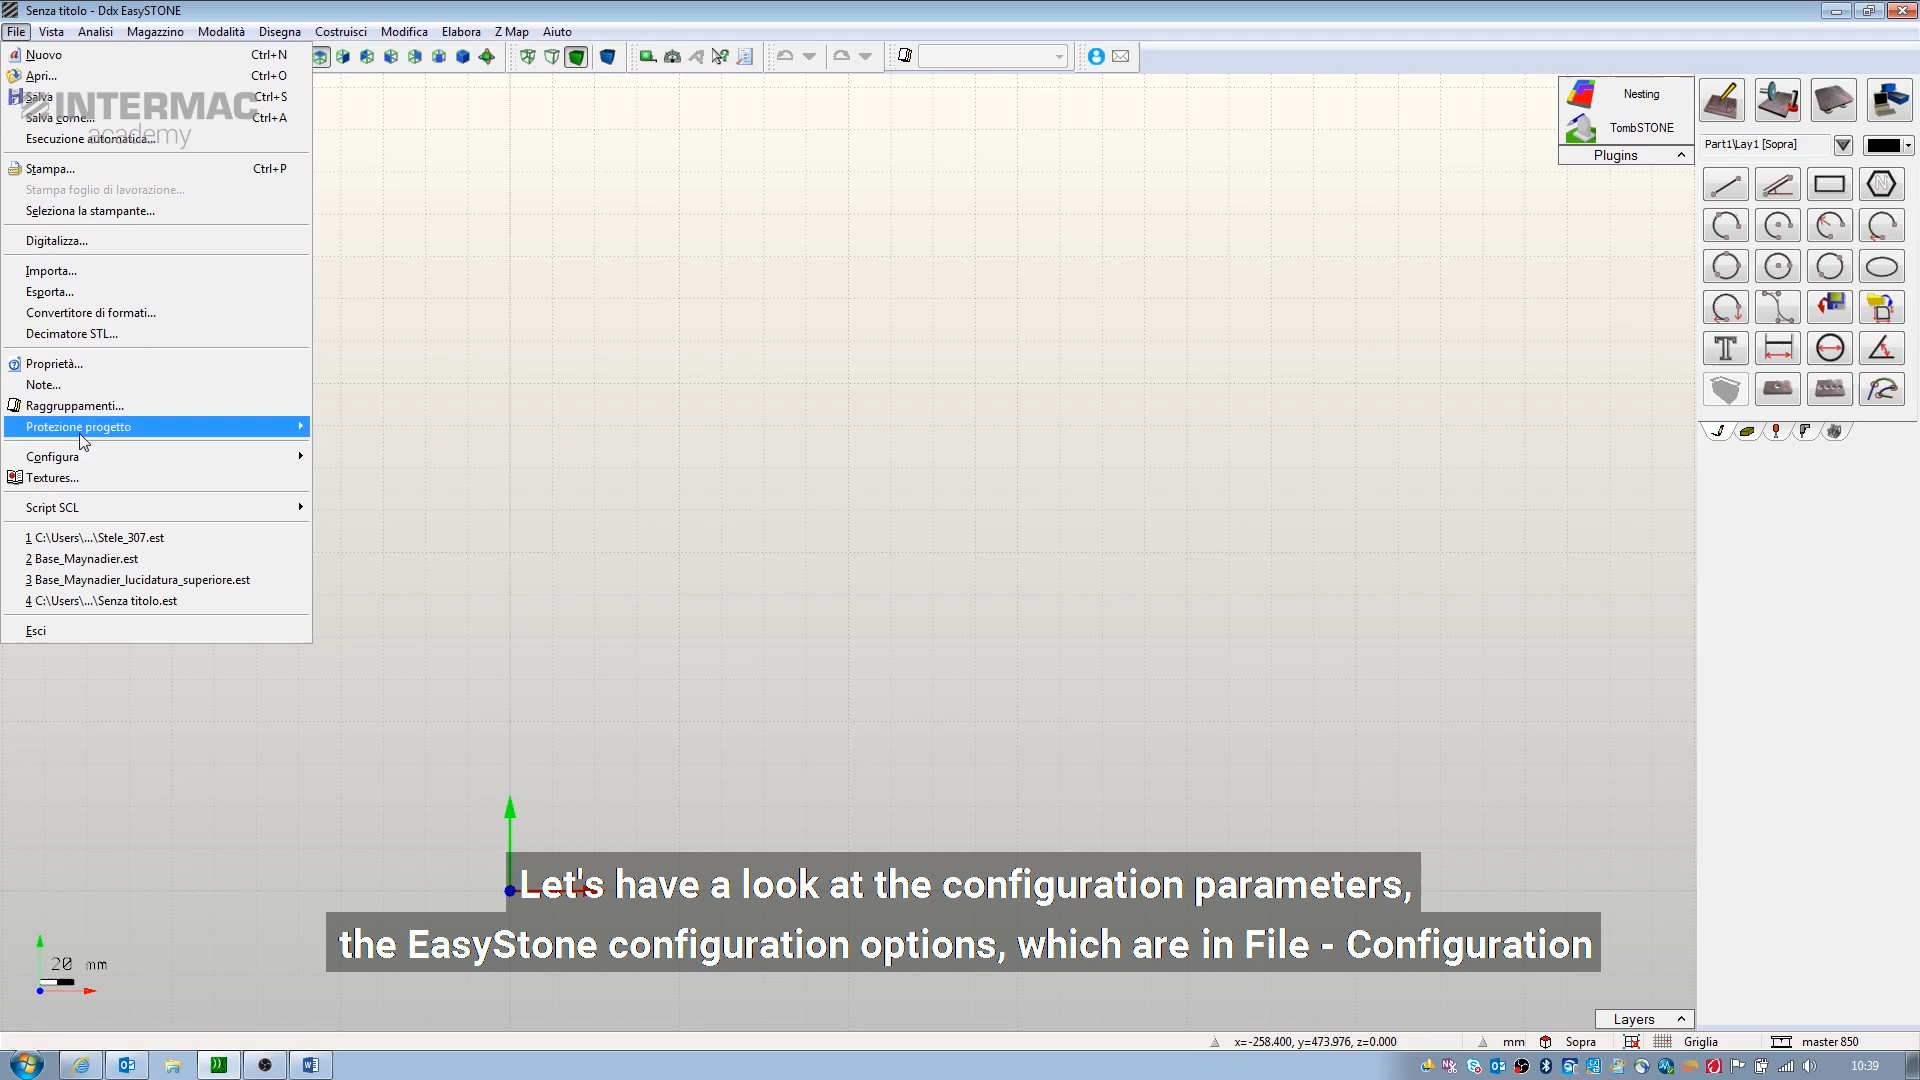 Senza titolo - Ddx EasySTONE
File Vista Analisi Magazzino Modalità Disegna Costruisci Modifica Elabora Z Map Aiuto
Nuovo Ctrl+N
Apri... Ctrl+O
Salva Ctrl+S
INTERMAC
academy
Salva come... Ctrl+A
Esecuzione automatica...
Stampa... Ctrl+P
Stampa foglio di lavorazione...
Seleziona la stampante...
Digitalizza...
Importa...
Esporta...
Convertitore di formati...
Decimatore STL...
Proprietà...
Note...
Raggruppamenti...
Protezione progetto
Configura
Textures...
Script SCL
1 C:\Users\...\Stele_307.est
2 Base_Maynadier.est
3 Base_Maynadier_lucidatura_superiore.est
4 C:\Users\...\Senza titolo.est
Esci
Nesting
TombSTONE
Plugins
Part1\Lay1 [Sopra]
Let's have a look at the configuration parameters,
the EasyStone configuration options, which are in File - Configuration
20 mm
Layers
x=-258.400, y=473.976, z=0.000 mm Sopra Griglia master 850
10:39